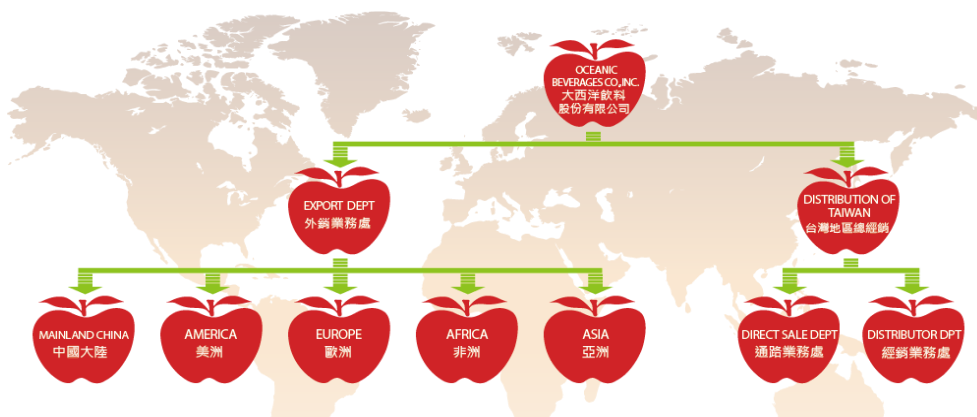 OCEANIC
BEVERAGES CO.,INC.
大西洋飲料
股份有限公司
EXPORT DEPT
外銷業務處
DISTRIBUTION OF
TAIWAN
台灣地區總經銷
MAINLAND CHINA
中國大陸
AMERICA
美洲
EUROPE
歐洲
AFRICA
非洲
ASIA
亞洲
DIRECT SALE DEPT
通路業務處
DISTRIBUTOR DPT
經銷業務處